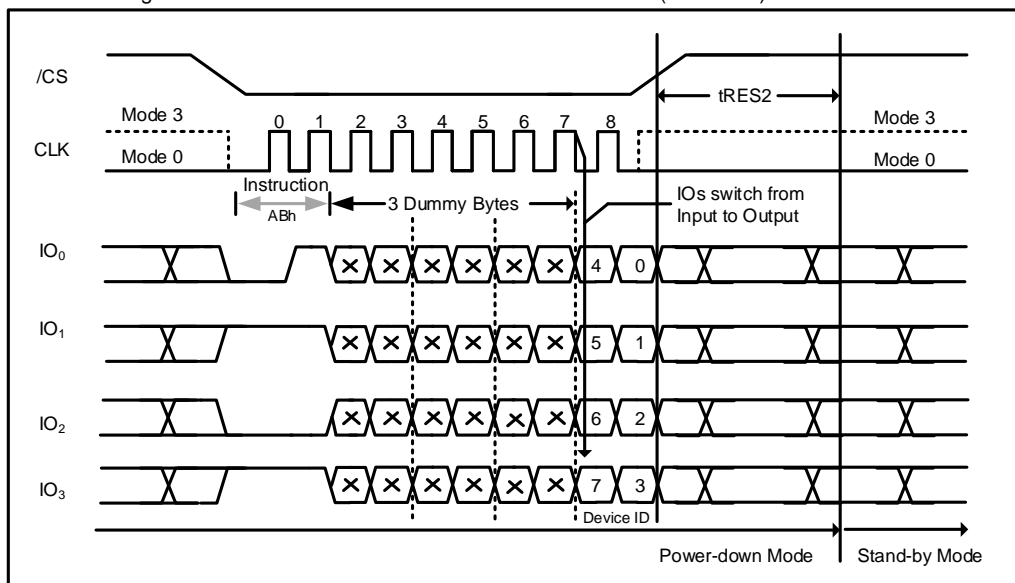 /CS
tRES2
Mode 3
0 1 2 3 4 5 6 7 8
Mode 3
CLK
Mode 0
Mode 0
Instruction
ABh
3 Dummy Bytes
IOs switch from
Input to Output
IO₀
× × × × × × 4 0
IO₁
× × × × × × 5 1
IO₂
× × × × × × 6 2
IO₃
× × × × × × 7 3
Device ID
Power-down Mode
Stand-by Mode